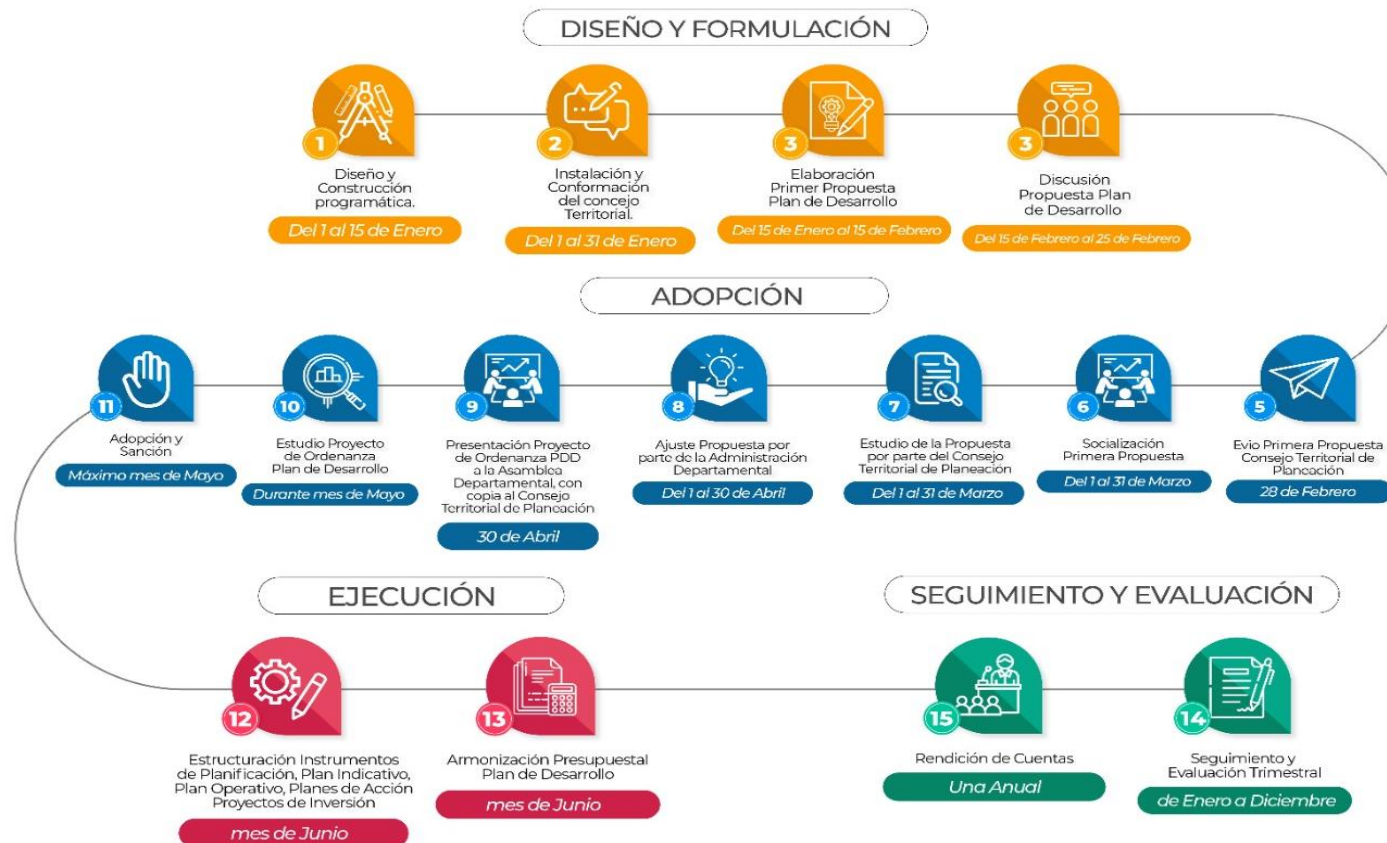 DISEÑO Y FORMULACIÓN
1
Diseño y
Construcción
programática.
Del 1 al 15 de Enero
2
Instalación y
Conformación
del concejo
Territorial.
Del 1 al 31 de Enero
3
Elaboración
Primer Propuesta
Plan de Desarrollo
Del 15 de Enero al 15 de Febrero
3
Discusión
Propuesta Plan
de Desarrollo
Del 15 de Febrero al 25 de Febrero
ADOPCIÓN
11
Adopción y
Sanción
Máximo mes de Mayo
10
Estudio Proyecto
de Ordenanza
Plan de Desarrollo
Durante mes de Mayo
9
Presentación Proyecto
de Ordenanza PDD
a la Asamblea
Departamental, con
copia al Consejo
Territorial de Planeación
30 de Abril
8
Ajuste Propuesta por
parte de la Administración
Departamental
Del 1 al 30 de Abril
7
Estudio de la Propuesta
por parte del Consejo
Territorial de Planeación
Del 1 al 31 de Marzo
6
Socialización
Primera Propuesta
Del 1 al 31 de Marzo
5
Evio Primera Propuesta
Consejo Territorial de
Planeación
28 de Febrero
EJECUCIÓN
12
Estructuración Instrumentos
de Planificación, Plan Indicativo,
Plan Operativo, Planes de Acción
Proyectos de Inversión
mes de Junio
13
Armonización Presupuestal
Plan de Desarrollo
mes de Junio
SEGUIMIENTO Y EVALUACIÓN
15
Rendición de Cuentas
Una Anual
14
Seguimiento y
Evaluación Trimestral
de Enero a Diciembre